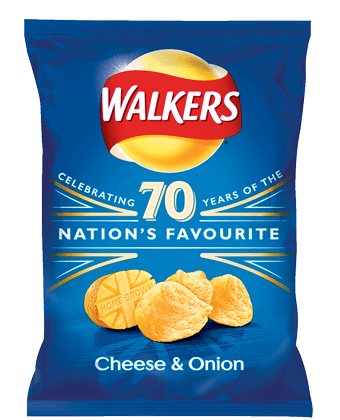 WALKERS
CELEBRATING 70 YEARS OF THE
NATION'S FAVOURITE
HOME GROWN
Cheese & Onion